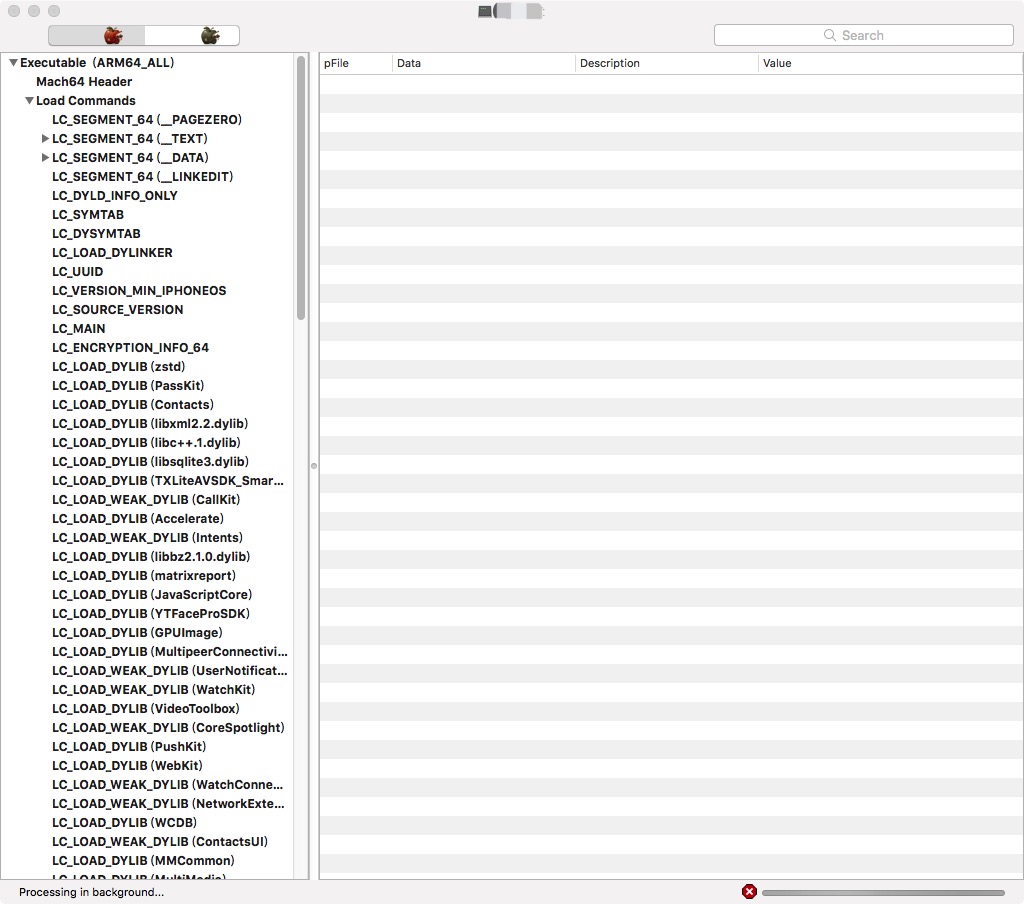 Search
Executable (ARM64_ALL)
Mach64 Header
Load Commands
LC_SEGMENT_64 (__PAGEZERO)
LC_SEGMENT_64 (__TEXT)
LC_SEGMENT_64 (__DATA)
LC_SEGMENT_64 (__LINKEDIT)
LC_DYLD_INFO_ONLY
LC_SYMTAB
LC_DYSYMTAB
LC_LOAD_DYLINKER
LC_UUID
LC_VERSION_MIN_IPHONEOS
LC_SOURCE_VERSION
LC_MAIN
LC_ENCRYPTION_INFO_64
LC_LOAD_DYLIB (zstd)
LC_LOAD_DYLIB (PassKit)
LC_LOAD_DYLIB (Contacts)
LC_LOAD_DYLIB (libxml2.2.dylib)
LC_LOAD_DYLIB (libc++.1.dylib)
LC_LOAD_DYLIB (libsqlite3.dylib)
LC_LOAD_DYLIB (TXLiteAVSDK_Smar...
LC_LOAD_WEAK_DYLIB (CallKit)
LC_LOAD_DYLIB (Accelerate)
LC_LOAD_WEAK_DYLIB (Intents)
LC_LOAD_DYLIB (libbz2.1.0.dylib)
LC_LOAD_DYLIB (matrixreport)
LC_LOAD_DYLIB (JavaScriptCore)
LC_LOAD_DYLIB (YTFaceProSDK)
LC_LOAD_DYLIB (GPUImage)
LC_LOAD_DYLIB (MultipeerConnectivi...
LC_LOAD_WEAK_DYLIB (UserNotificat...
LC_LOAD_WEAK_DYLIB (WatchKit)
LC_LOAD_DYLIB (VideoToolbox)
LC_LOAD_WEAK_DYLIB (CoreSpotlight)
LC_LOAD_DYLIB (PushKit)
LC_LOAD_DYLIB (WebKit)
LC_LOAD_WEAK_DYLIB (WatchConne...
LC_LOAD_WEAK_DYLIB (NetworkExte...
LC_LOAD_DYLIB (WCDB)
LC_LOAD_WEAK_DYLIB (ContactsUI)
LC_LOAD_DYLIB (MMCommon)
LC_LOAD_DYLIB (MultiMedia)
pFile
Data
Description
Value
Processing in background...